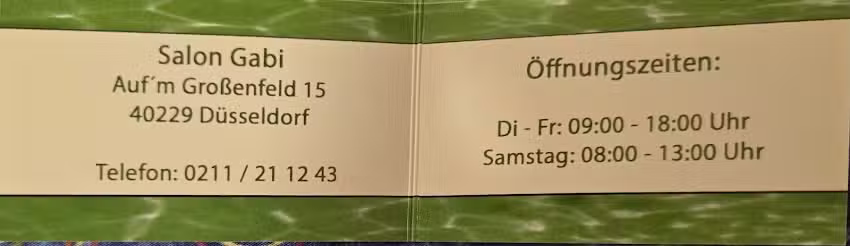 Salon Gabi
Auf´m Großenfeld 15
40229 Düsseldorf
Telefon: 0211 / 21 12 43
Öffnungszeiten:
Di - Fr: 09:00 - 18:00 Uhr
Samstag: 08:00 - 13:00 Uhr